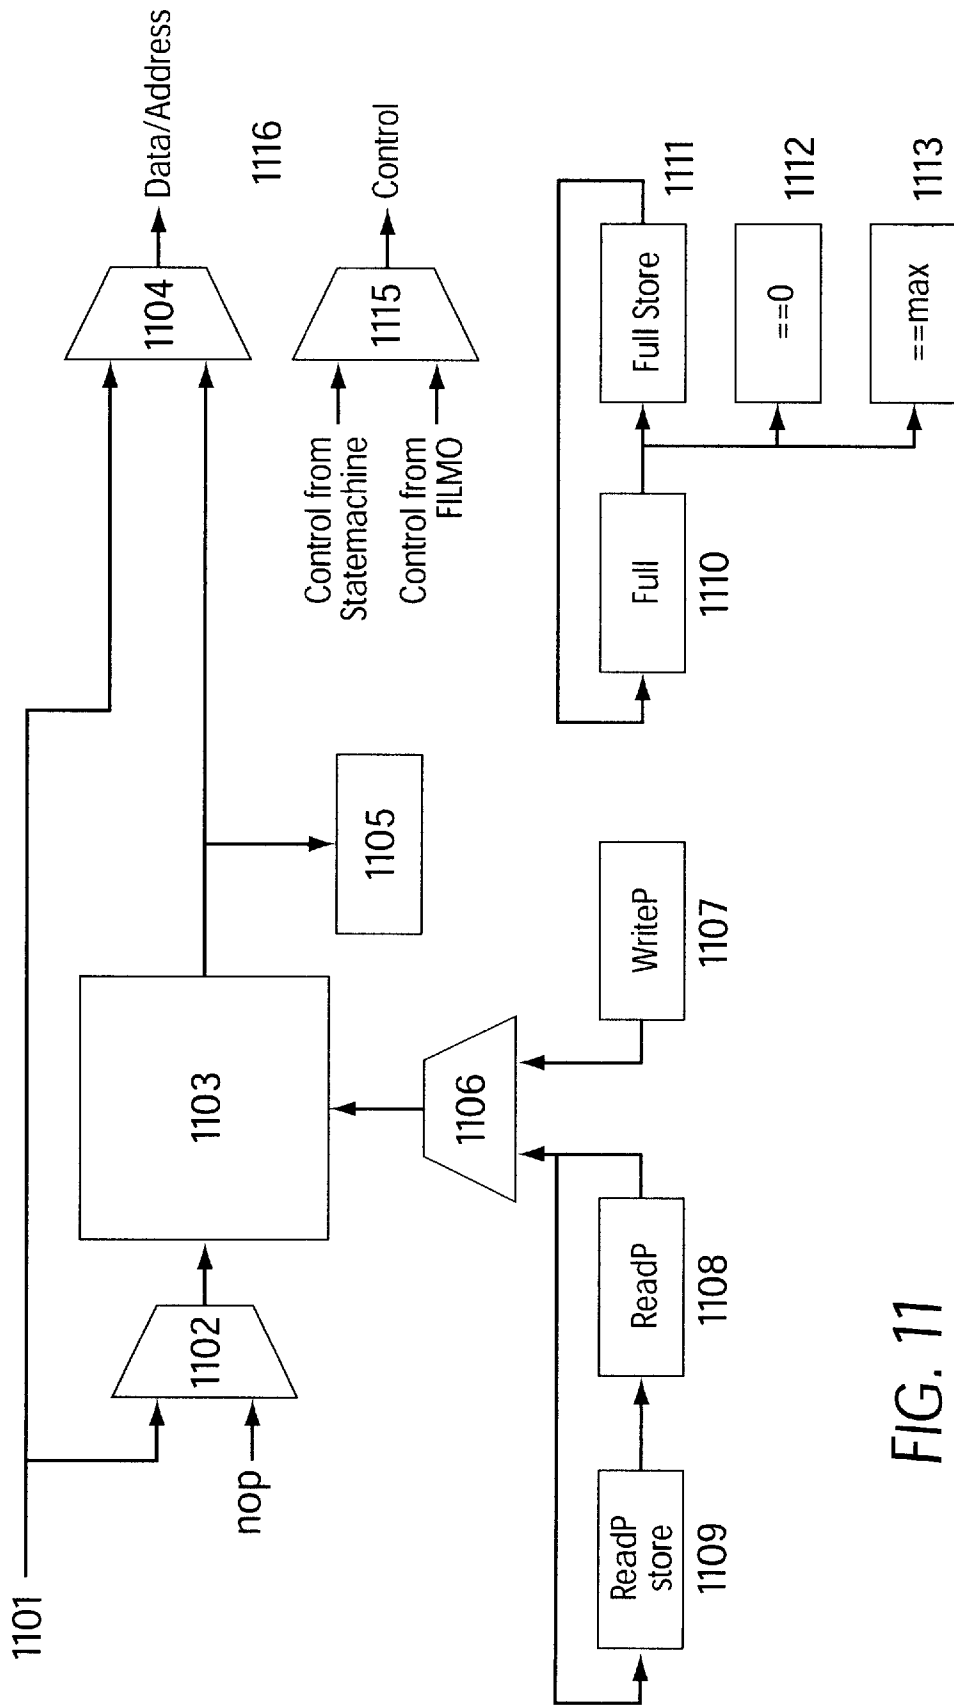 1101
nop
1102
1103
1104
Data/Address
1116
1105
Control from
Statemachine
Control from
FILMO
1115
Control
1106
ReadP
store
1109
ReadP
1108
WriteP
1107
Full
1110
Full Store
1111
==0
1112
==max
1113
FIG. 11